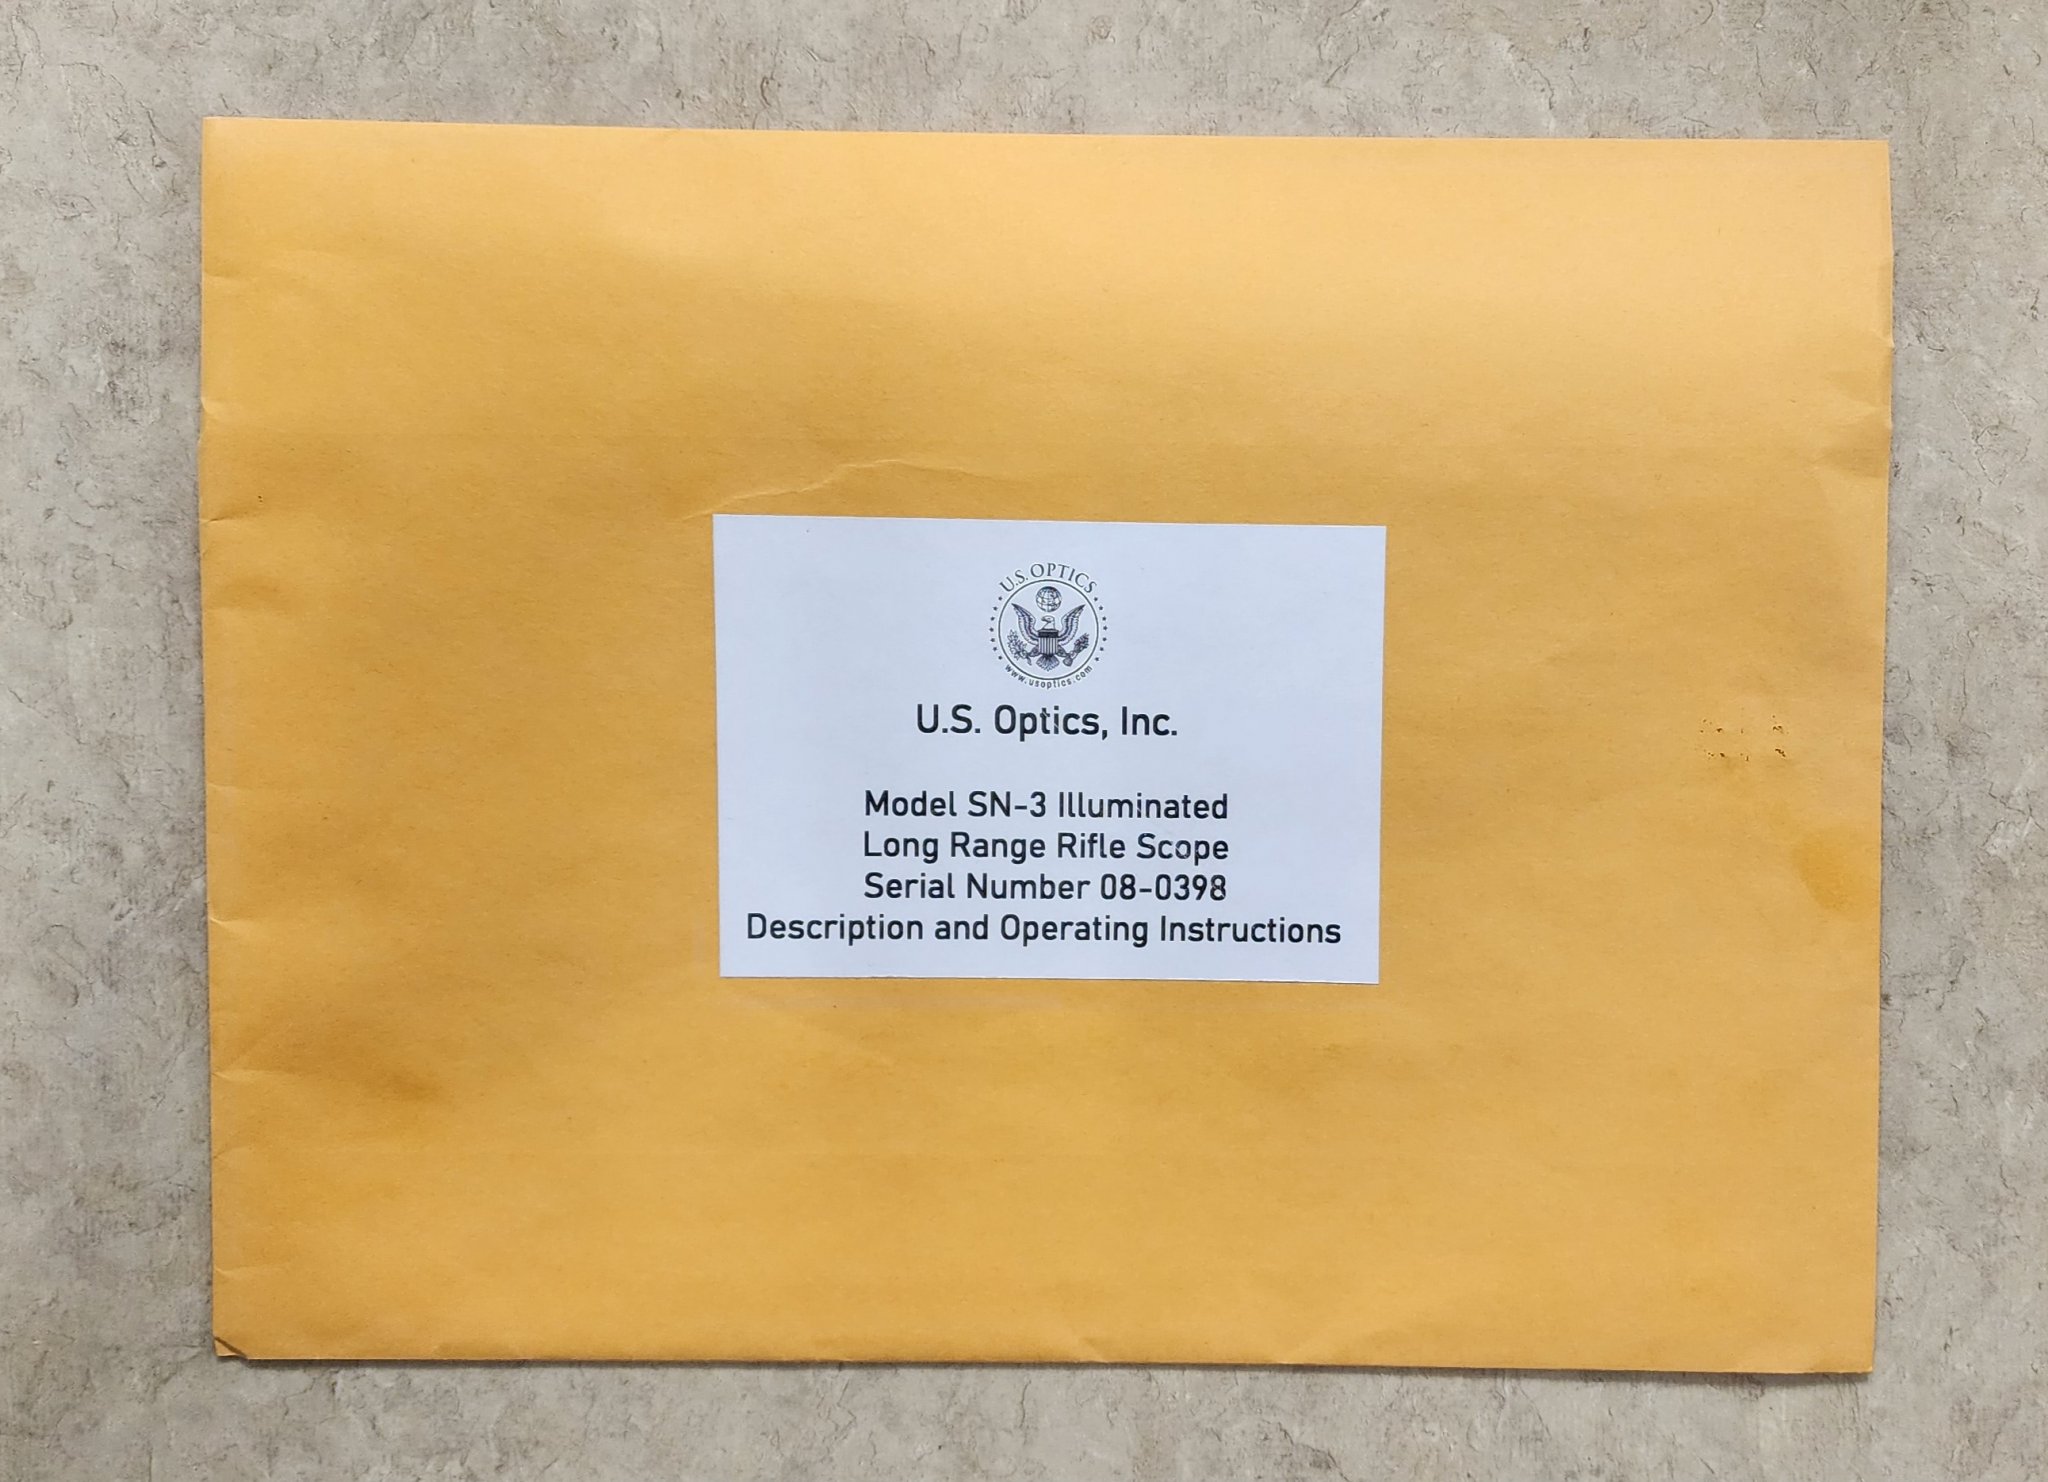 U.S. OPTICS
www.usoptics.com
U.S. Optics, Inc.
Model SN-3 Illuminated
Long Range Rifle Scope
Serial Number 08-0398
Description and Operating Instructions